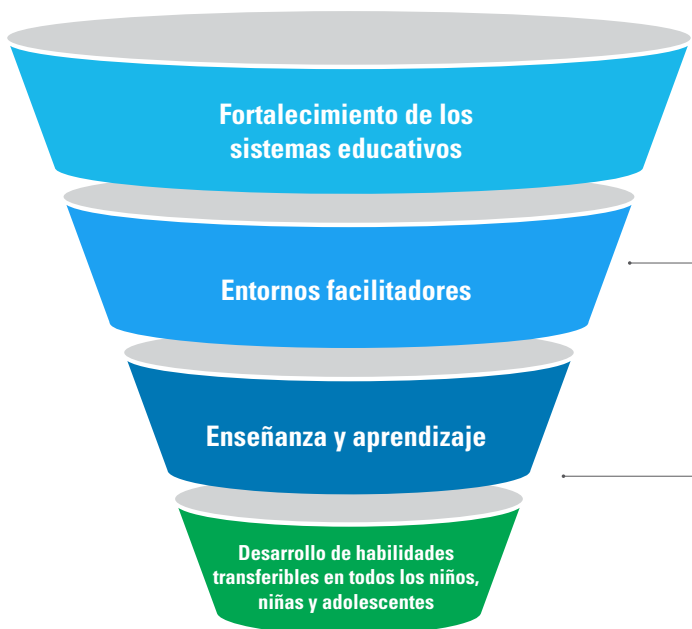 Fortalecimiento de los
sistemas educativos
Entornos facilitadores
Enseñanza y aprendizaje
Desarrollo de habilidades
transferibles en todos los niños,
niñas y adolescentes